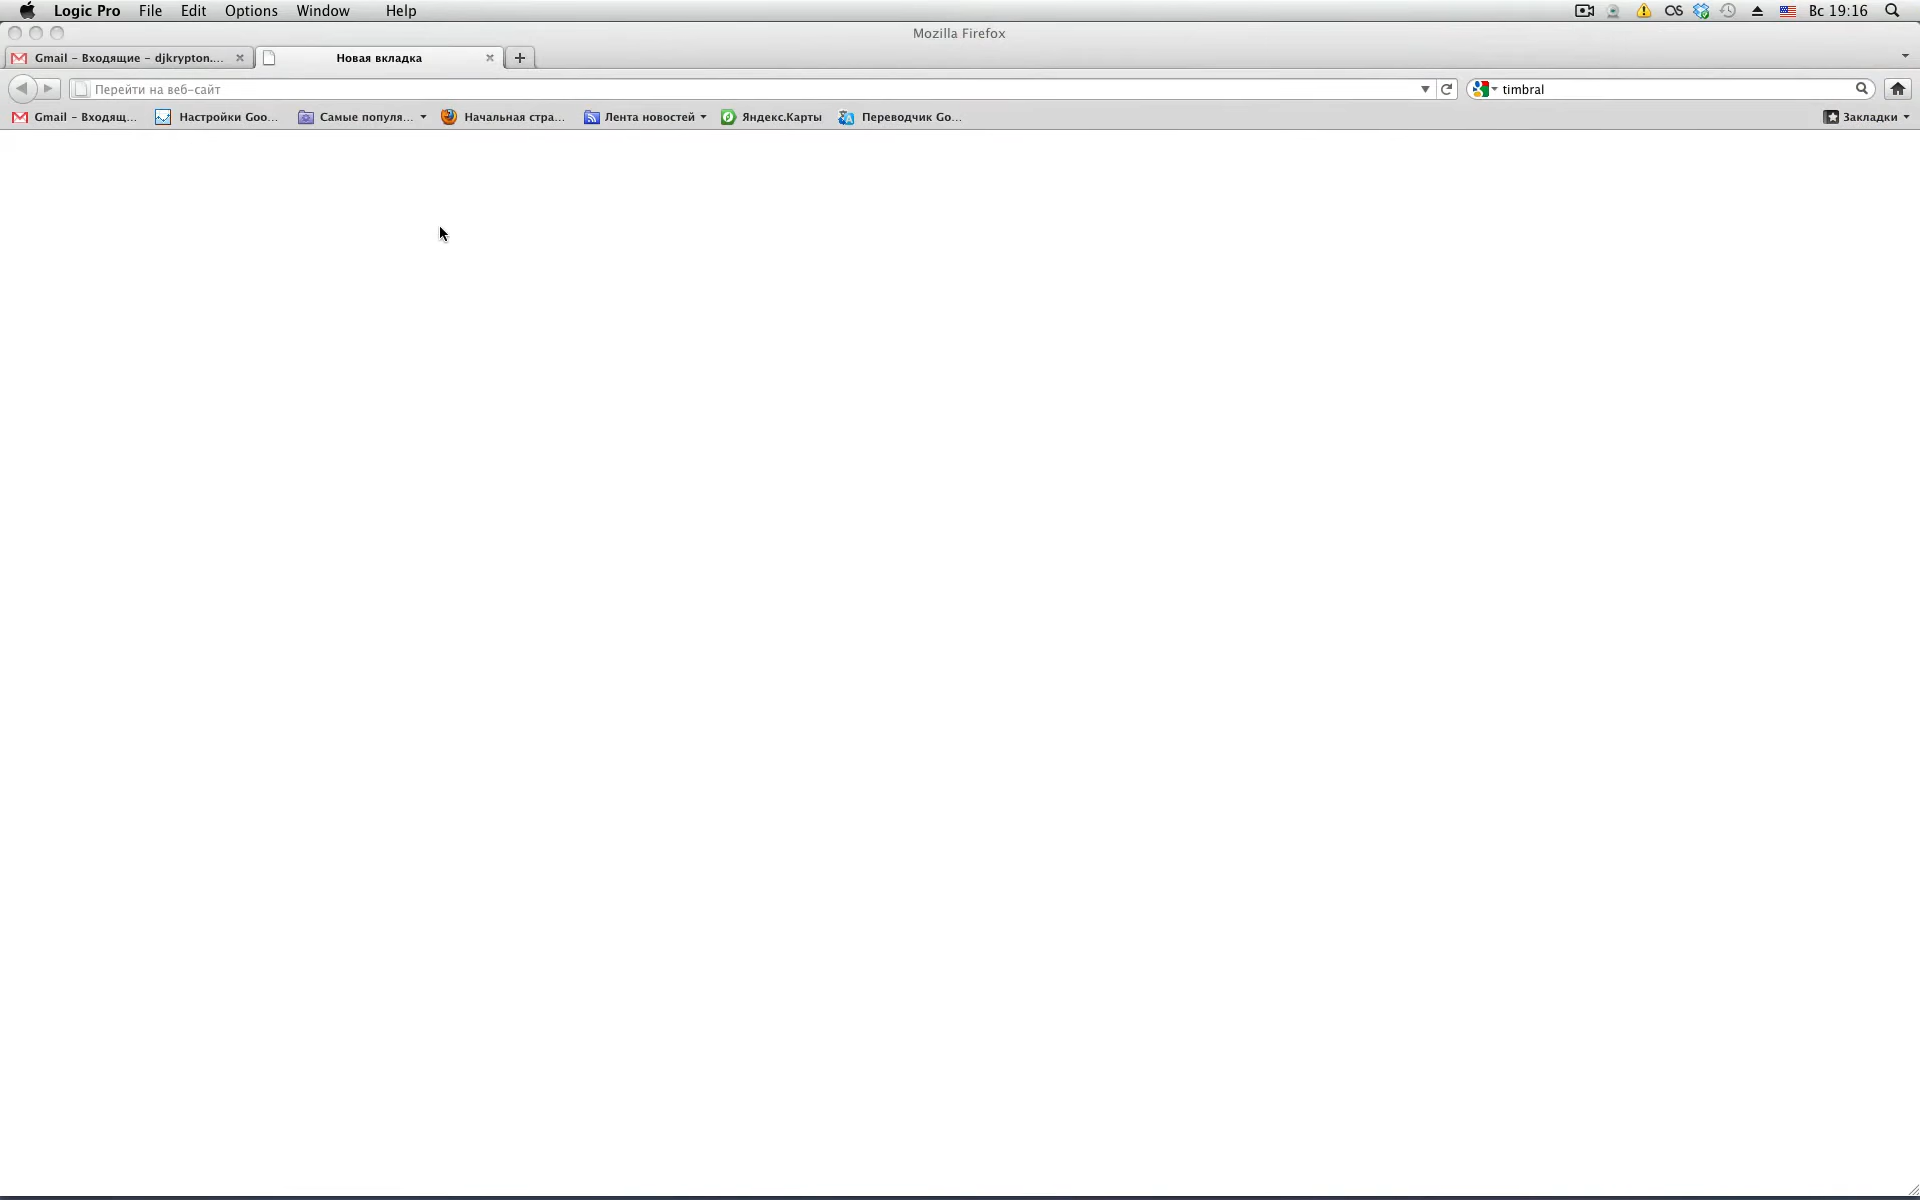 Logic Pro File Edit Options Window Help Вс 19:16
Mozilla Firefox
Gmail – Входящие – djkrypton.... Новая вкладка
Перейти на веб-сайт timbral
Gmail – Входящ... Настройки Goo... Самые популя... Начальная стра... Лента новостей Яндекс.Карты Переводчик Go... Закладки